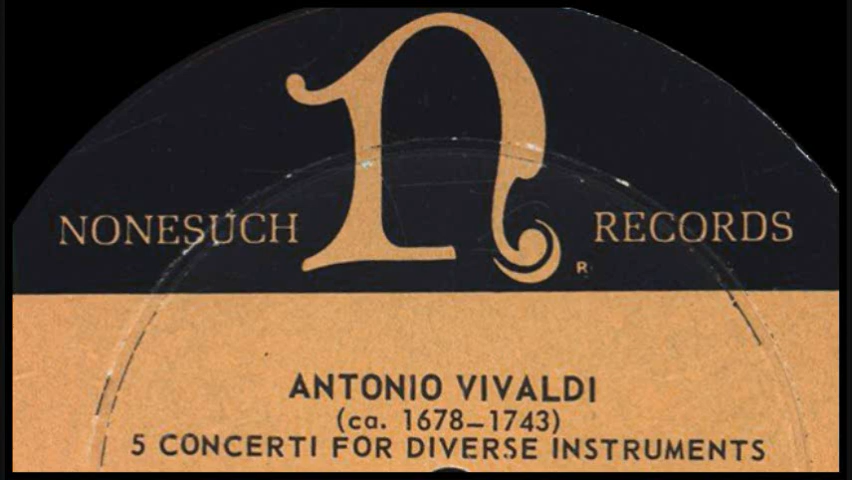 n
NONESUCH RECORDS
R
ANTONIO VIVALDI
(ca. 1678–1743)
5 CONCERTI FOR DIVERSE INSTRUMENTS